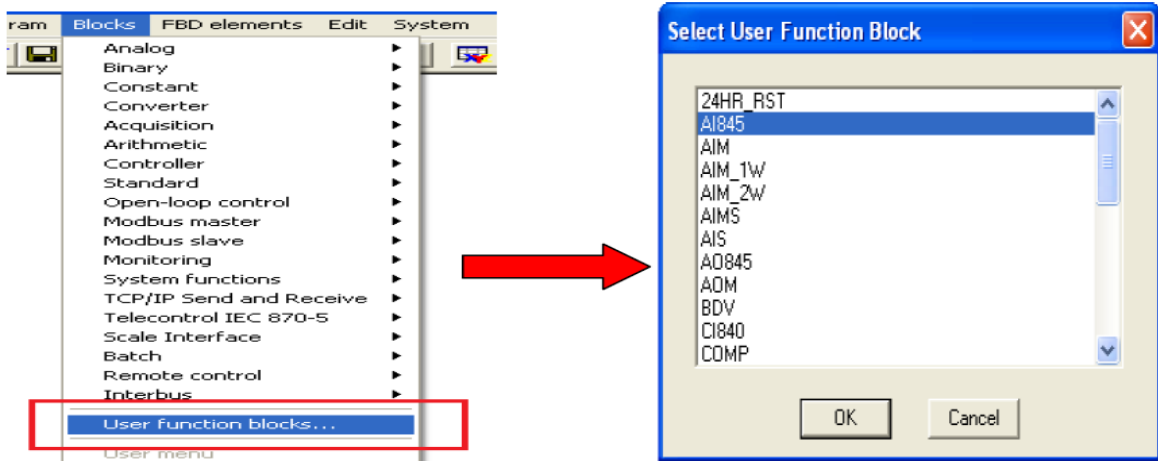 ram Blocks FBD elements Edit System
Analog
Binary
Constant
Converter
Acquisition
Arithmetic
Controller
Standard
Open-loop control
Modbus master
Modbus slave
Monitoring
System functions
TCP/IP Send and Receive
Telecontrol IEC 870-5
Scale Interface
Batch
Remote control
Interbus
User function blocks...
User menu
Select User Function Block
24HR_RST
AI845
AIM
AIM_1W
AIM_2W
AIMS
AIS
AO845
AOM
BDV
CI840
COMP
OK Cancel